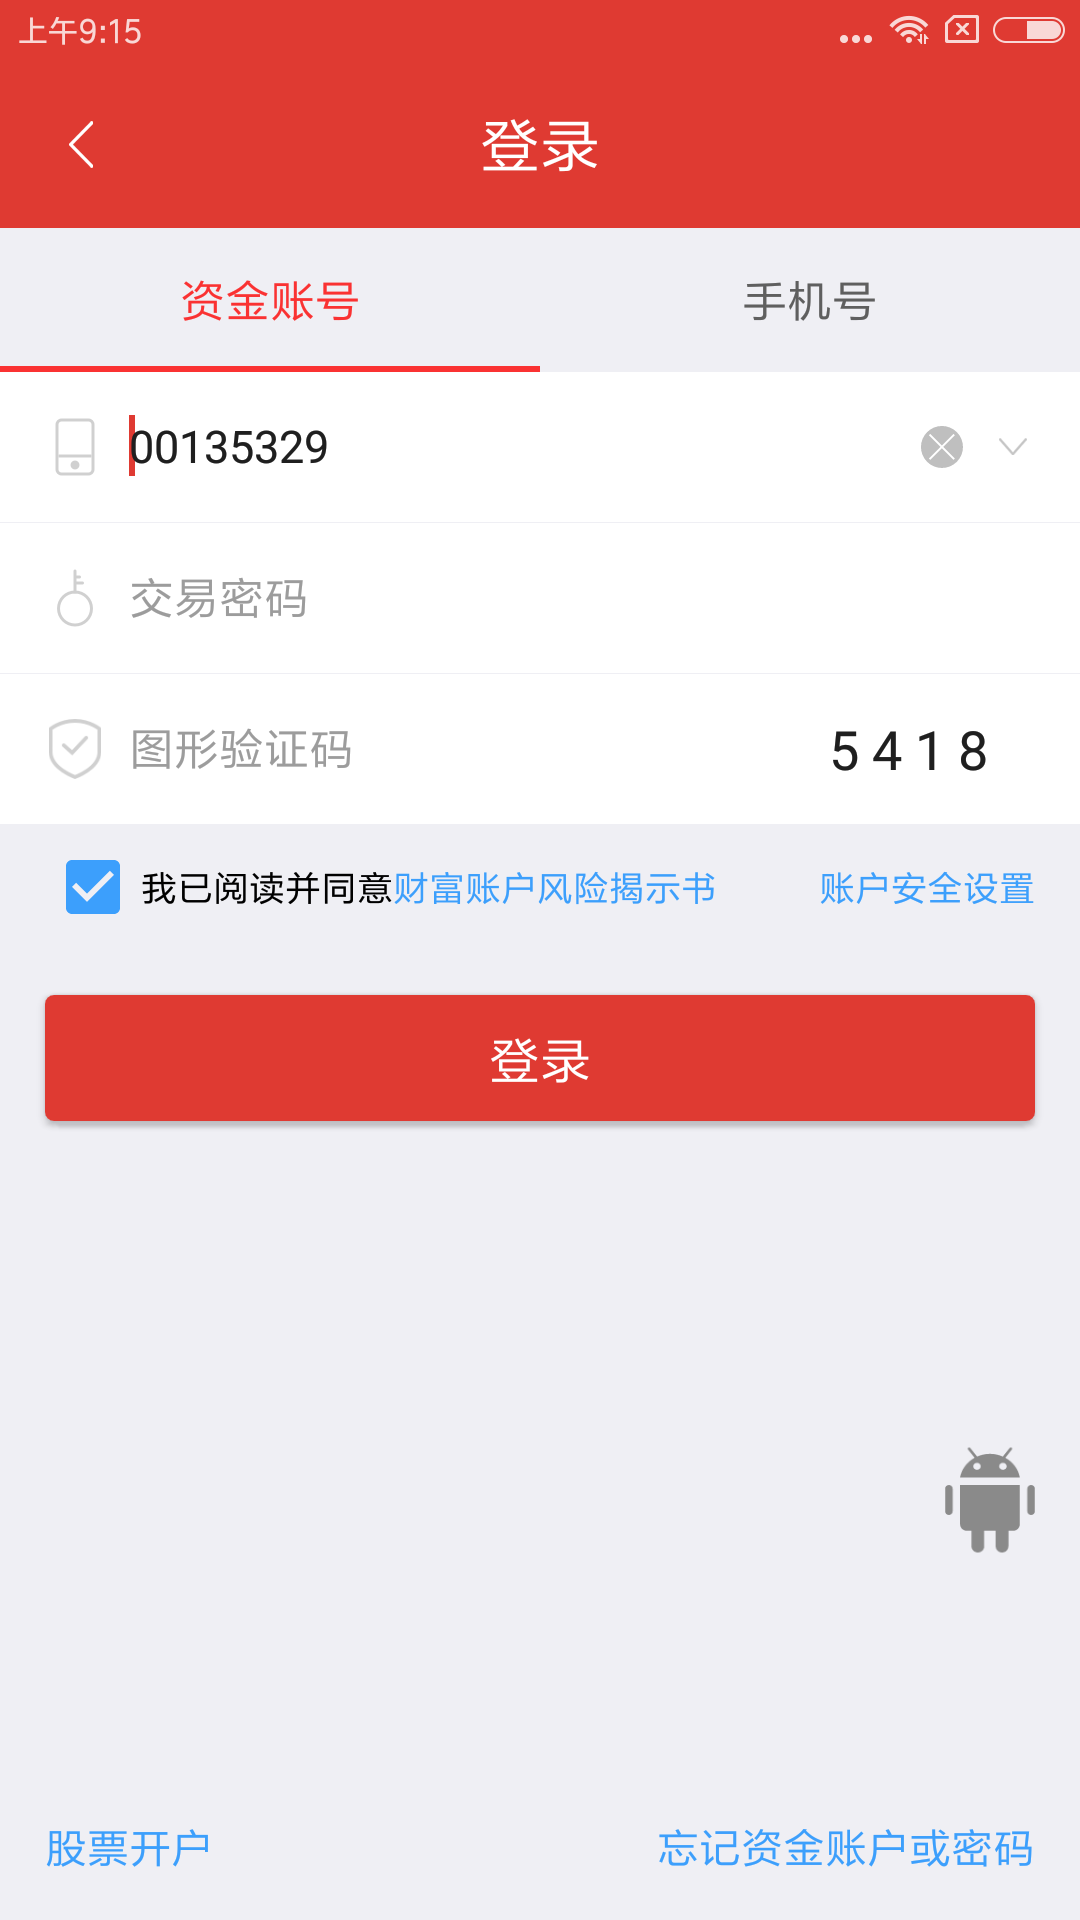 上午9:15
登录
资金账号 手机号
00135329
交易密码
图形验证码 5418
我已阅读并同意财富账户风险揭示书 账户安全设置
登录
股票开户 忘记资金账户或密码